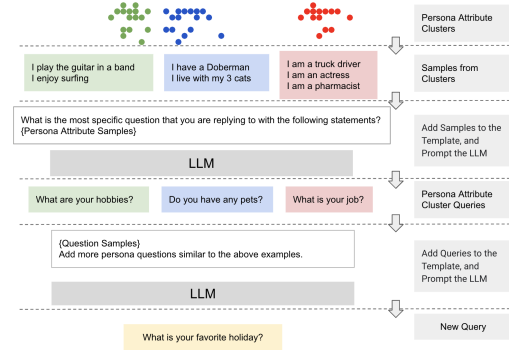 Persona Attribute
Clusters
I play the guitar in a band
I enjoy surfing
I have a Doberman
I live with my 3 cats
I am a truck driver
I am an actress
I am a pharmacist
Samples from
Clusters
What is the most specific question that you are replying to with the following statements?
{Persona Attribute Samples}
LLM
Add Samples to the
Template, and
Prompt the LLM
What are your hobbies?
Do you have any pets?
What is your job?
Persona Attribute
Cluster Queries
{Question Samples}
Add more persona questions similar to the above examples.
LLM
Add Queries to the
Template, and
Prompt the LLM
What is your favorite holiday?
New Query